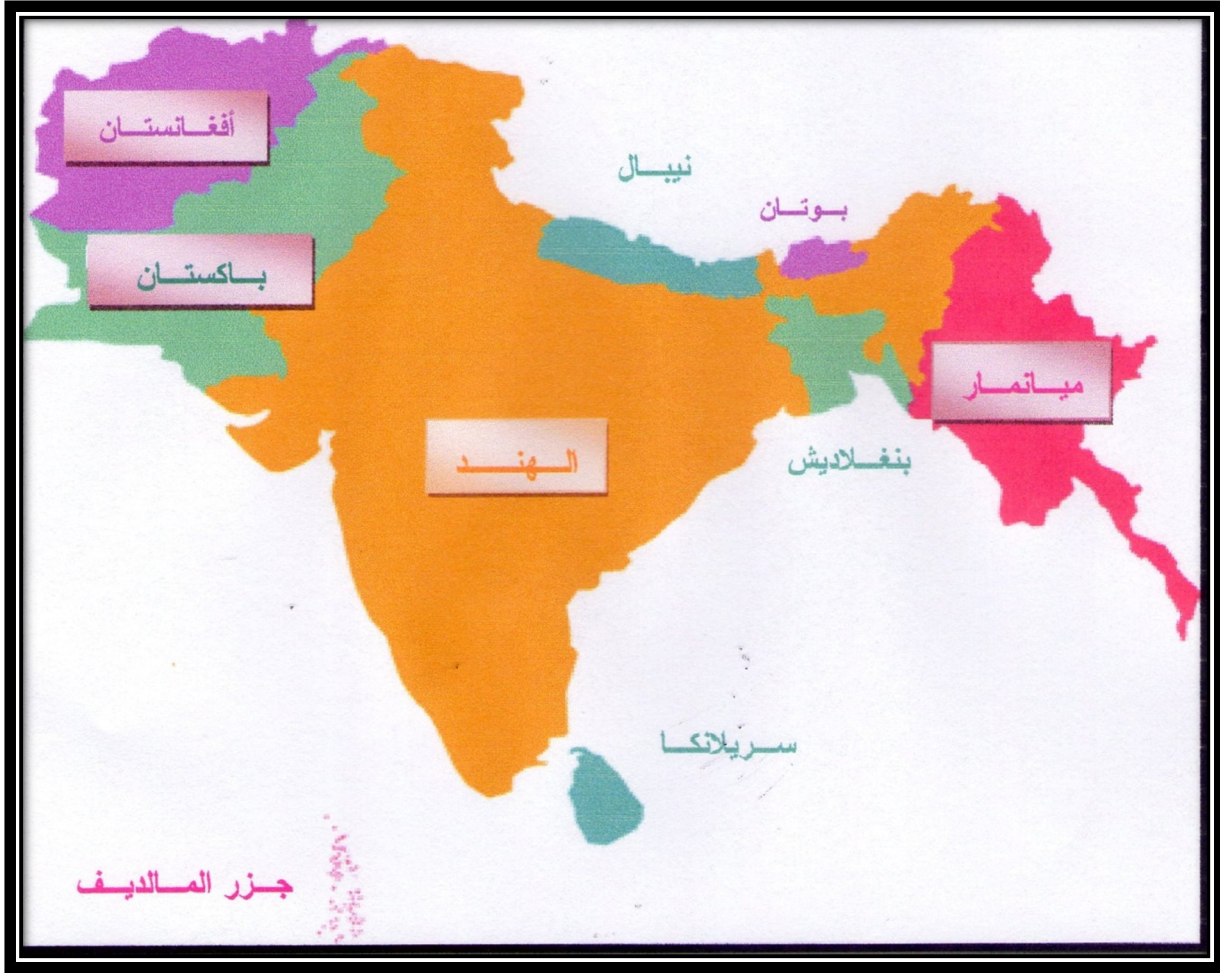 أفغانستان
نيبال
بوتان
باكستان
ميانمار
الهند
بنغلاديش
سريلانكا
جزر المالديف